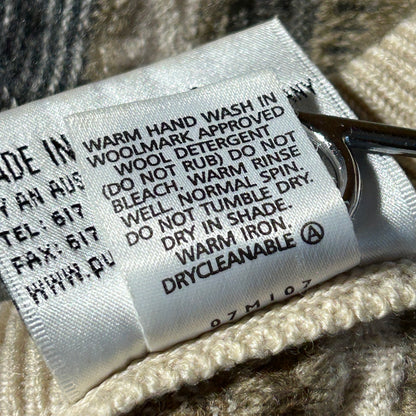 WARM HAND WASH IN
WOOLMARK APPROVED
WOOL DETERGENT
(DO NOT RUB) DO NOT
BLEACH. WARM RINSE
WELL. NORMAL SPIN.
DO NOT TUMBLE DRY.
DRY IN SHADE.
WARM IRON.
DRYCLEANABLE Ⓐ
07M107
ADE IN
Y AN AUS
TEL: 617
FAX: 617
WWW.PU
NY